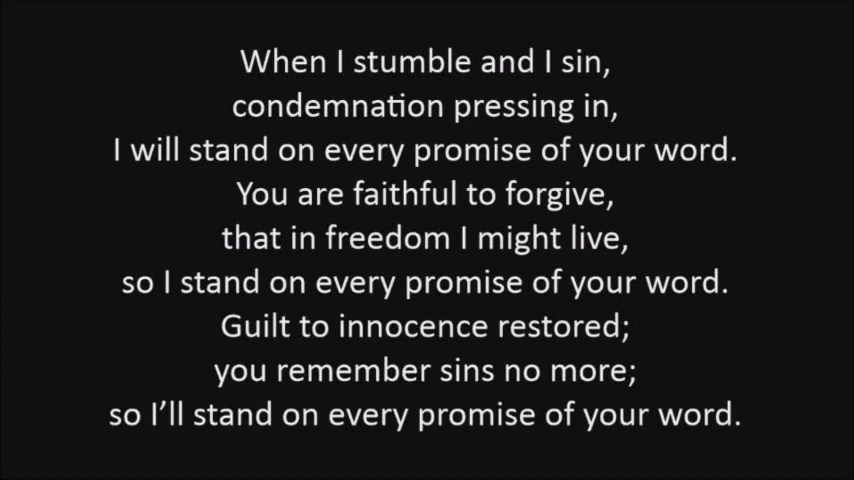 When I stumble and I sin,
condemnation pressing in,
I will stand on every promise of your word.
You are faithful to forgive,
that in freedom I might live,
so I stand on every promise of your word.
Guilt to innocence restored;
you remember sins no more;
so I’ll stand on every promise of your word.